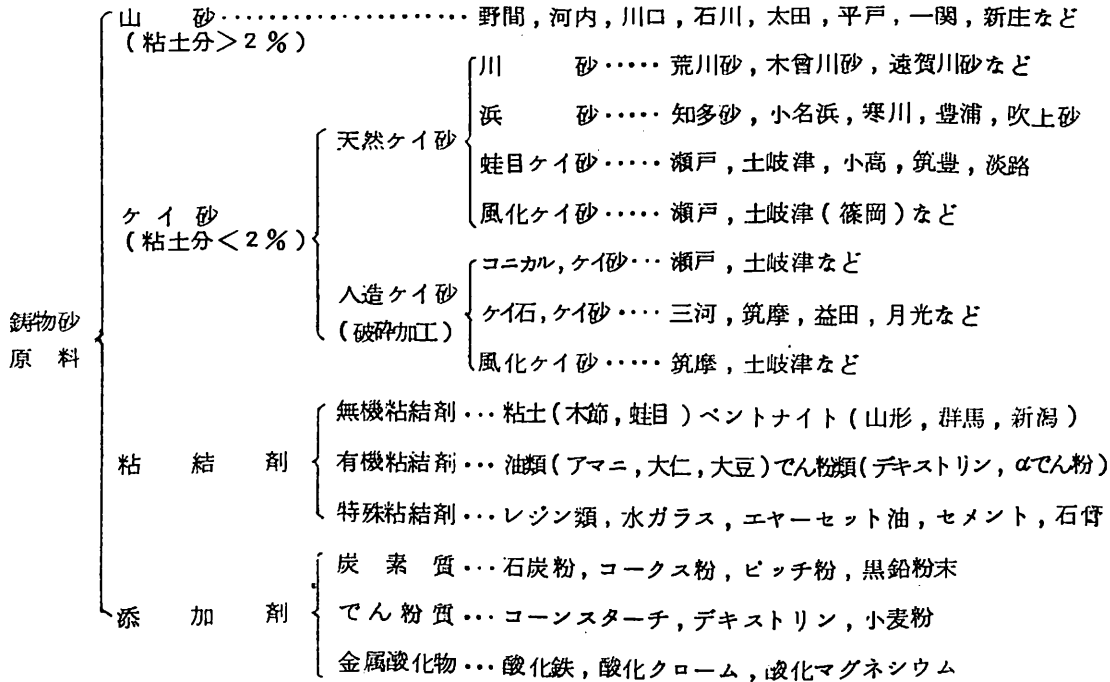 山砂……………………野間,河内,川口,石川,太田,平戸,一関,新庄など
(粘土分>2%)
川砂……荒川砂,木曾川砂,遠賀川砂など
浜砂……知多砂,小名浜,寒川,豊浦,吹上砂
天然ケイ砂
蛙目ケイ砂……瀬戸,土岐津,小高,筑豊,淡路
ケイ砂
(粘土分<2%)
風化ケイ砂……瀬戸,土岐津(篠岡)など
コニカル,ケイ砂…瀬戸,土岐津など
人造ケイ砂
(破砕加工)
ケイ石,ケイ砂‥‥三河,筑摩,益田,月光など
鋳物砂
原料
風化ケイ砂……筑摩,土岐津など
無機粘結剤…粘土(木節,蛙目)ベントナイト(山形,群馬,新潟)
粘結剤
有機粘結剤…油類(アマニ,大仁,大豆)でん粉類(デキストリン,αでん粉)
特殊粘結剤…レジン類,水ガラス,エヤーセット油,セメント,石膏
炭素質…石炭粉,コークス粉,ピッチ粉,黒鉛粉末
添加剤
でん粉質…コーンスターチ,デキストリン,小麦粉
金属酸化物…酸化鉄,酸化クローム,酸化マグネシウム